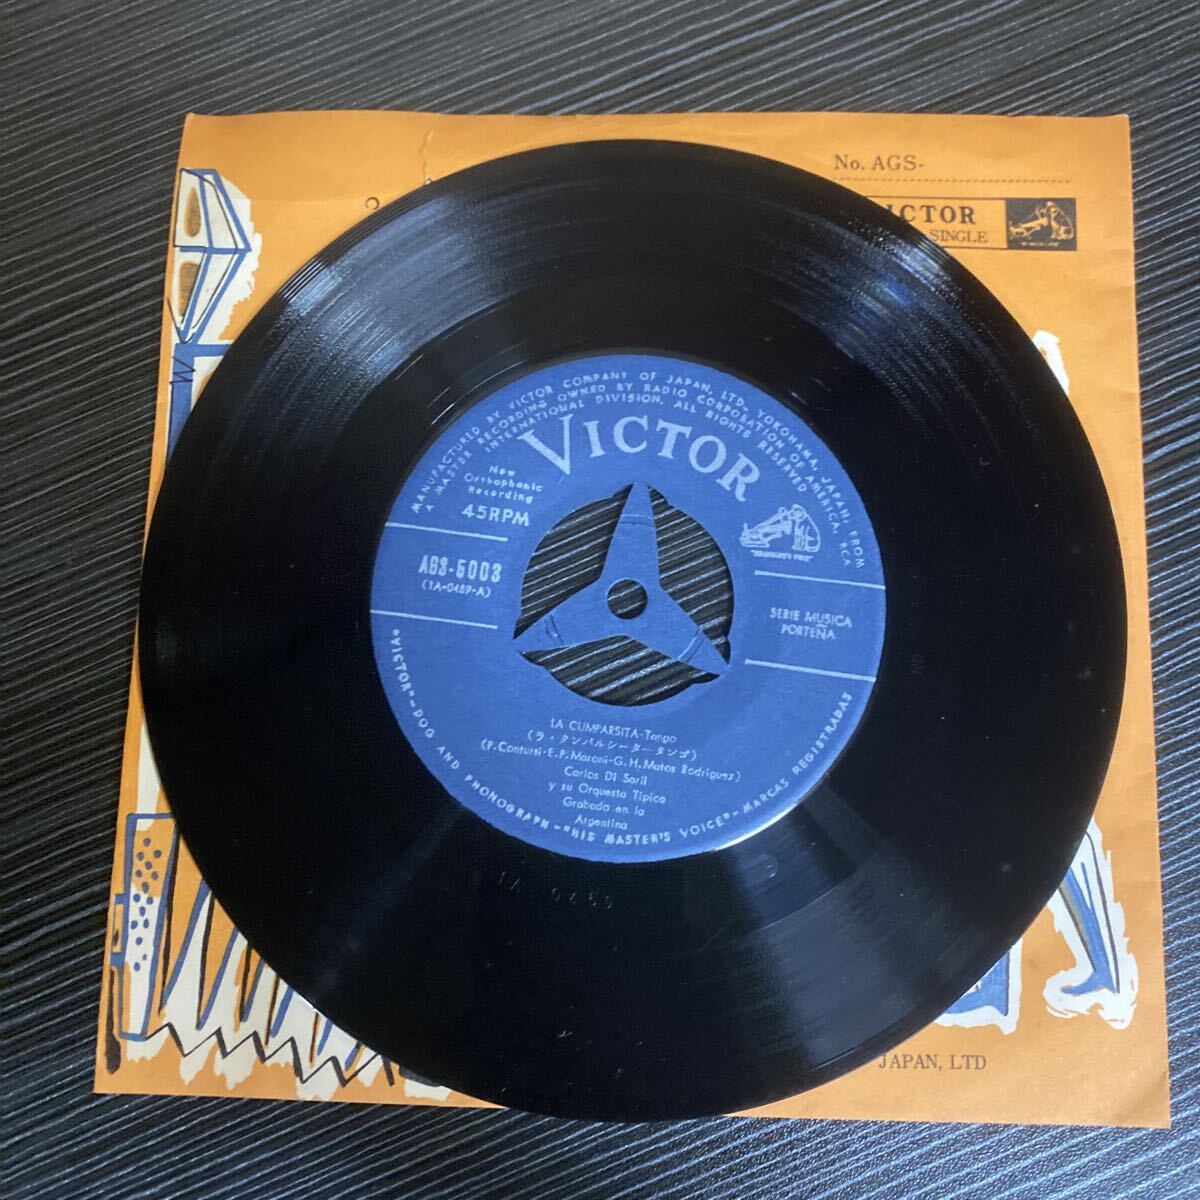 No. AGS-
VICTOR
SINGLE
MANUFACTURED BY VICTOR COMPANY OF JAPAN, LTD., YOKOHAMA, JAPAN, FROM
A MASTER RECORDING OWNED BY RADIO CORPORATION OF AMERICA, RCA
INTERNATIONAL DIVISION, ALL RIGHTS RESERVED
VICTOR
New
Orthophonic
Recording
45RPM
"HIS MASTER'S VOICE"
AGS-5003
(1A-0459-A)
SERIE MUSICA
PORTEÑA
LA CUMPARSITA-Tango
(ラ・クンパルシーター タンゴ)
(P. Contursi-E.P. Maroni-G.H. Matos Rodriguez)
Carlos Di Sarli
y su Orquesta Tipica
Grabada en la
Argentina
"VICTOR"-DOG AND PHONOGRAPH-"HIS MASTER'S VOICE"-MARCAS REGISTRADAS
JAPAN, LTD